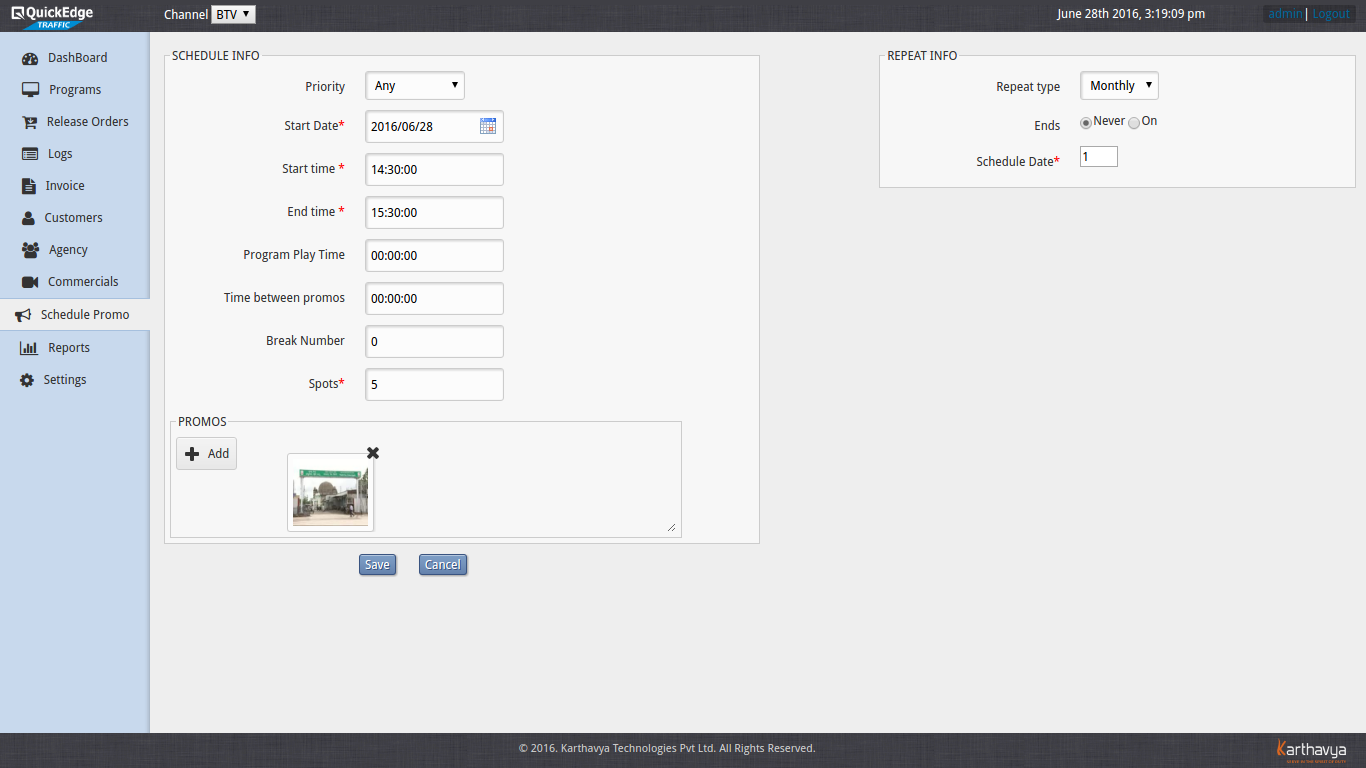 QuickEdge
TRAFFIC
Channel BTV
June 28th 2016, 3:19:09 pm
admin | Logout
DashBoard
Programs
Release Orders
Logs
Invoice
Customers
Agency
Commercials
Schedule Promo
Reports
Settings
SCHEDULE INFO
Priority Any
Start Date* 2016/06/28
Start time * 14:30:00
End time * 15:30:00
Program Play Time 00:00:00
Time between promos 00:00:00
Break Number 0
Spots* 5
PROMOS
Add
Save Cancel
REPEAT INFO
Repeat type Monthly
Ends Never On
Schedule Date* 1
© 2016. Karthavya Technologies Pvt Ltd. All Rights Reserved.
Karthavya